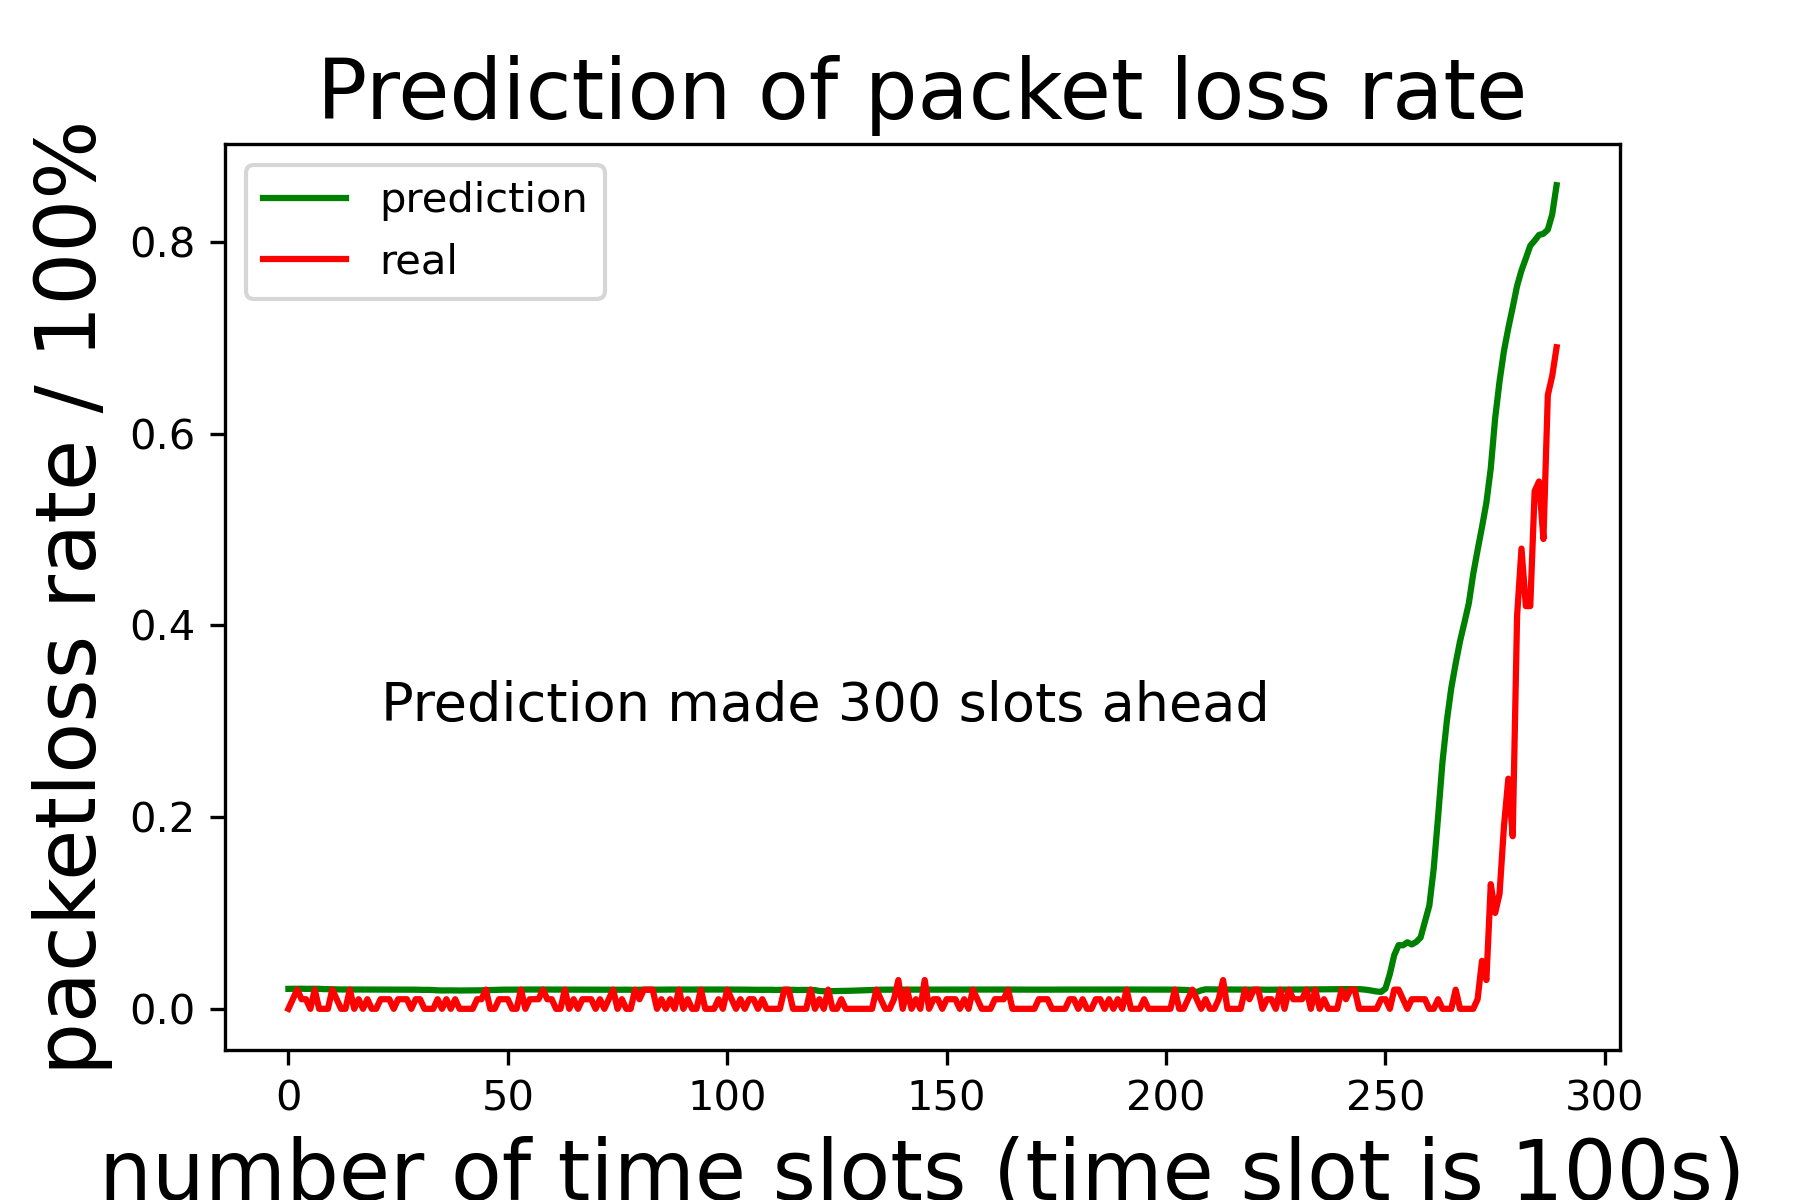 Prediction of packet loss rate
packetloss rate / 100%
prediction
real
0.8
0.6
0.4
0.2
0.0
Prediction made 300 slots ahead
0 50 100 150 200 250 300
number of time slots (time slot is 100s)